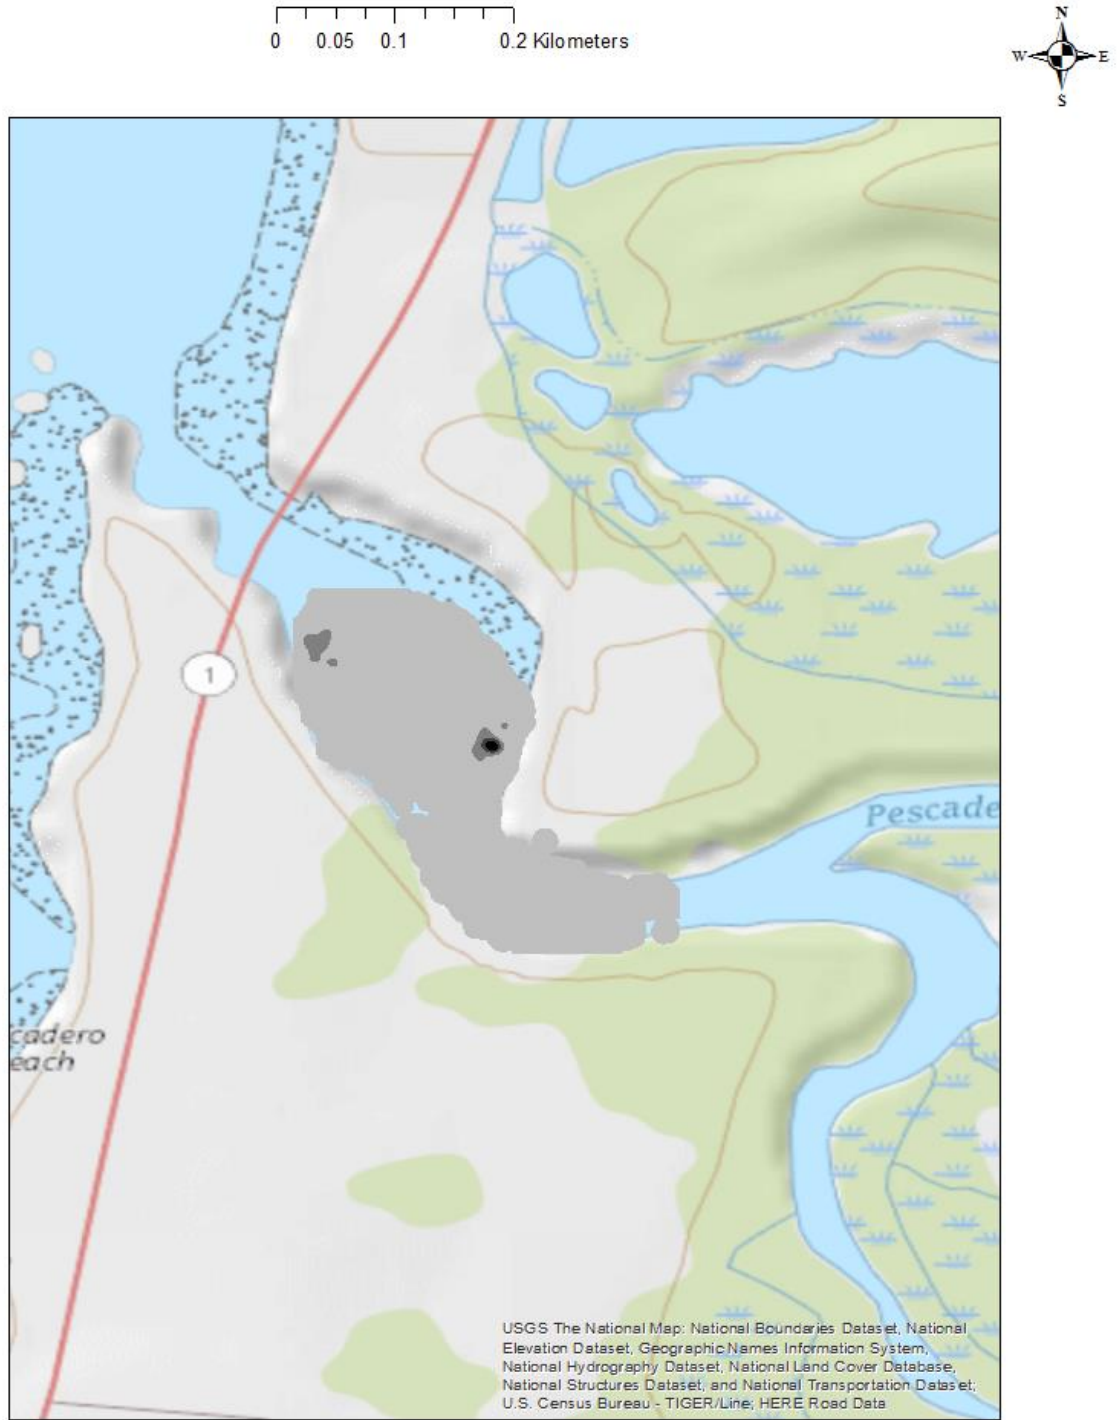 N
W E
S
0 0.05 0.1 0.2 Kilometers
1
Pescade
cadero
each
USGS The National Map: National Boundaries Dataset, National
Elevation Dataset, Geographic Names Information System,
National Hydrography Dataset, National Land Cover Database,
National Structures Dataset, and National Transportation Dataset;
U.S. Census Bureau - TIGER/Line; HERE Road Data